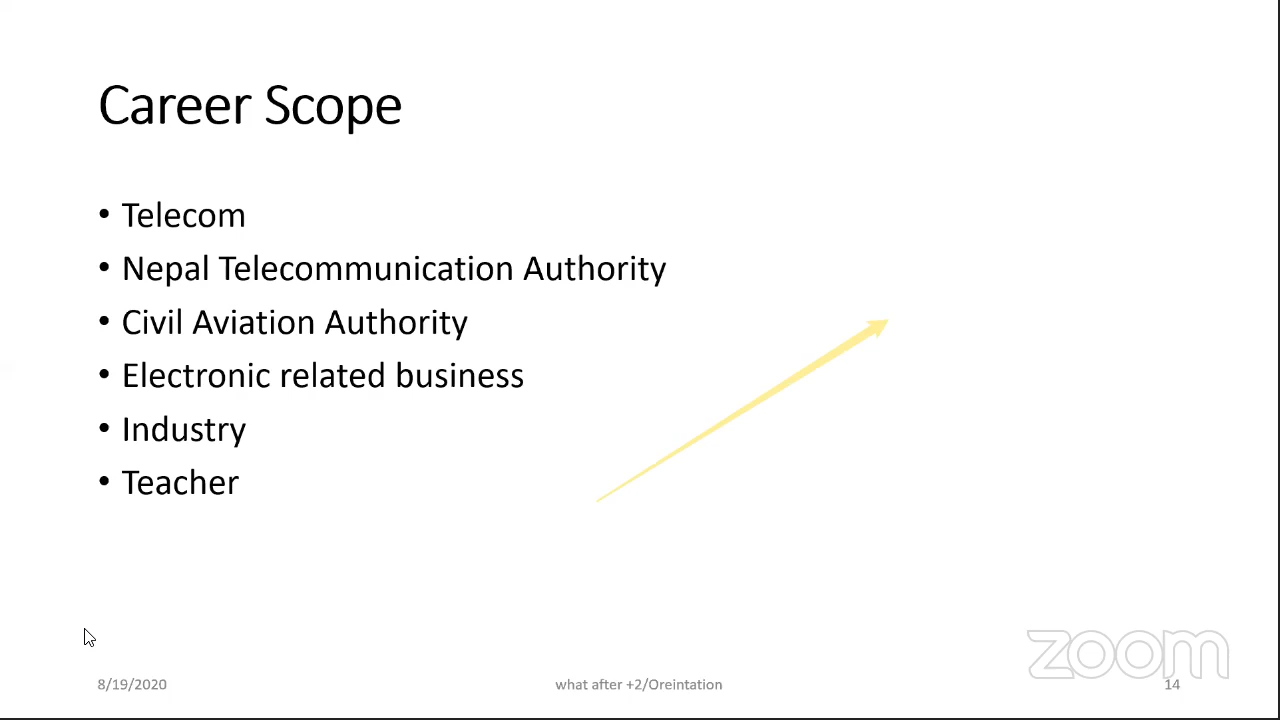 Career Scope
• Telecom
• Nepal Telecommunication Authority
• Civil Aviation Authority
• Electronic related business
• Industry
• Teacher
zoom
8/19/2020
what after +2/Oreintation
14